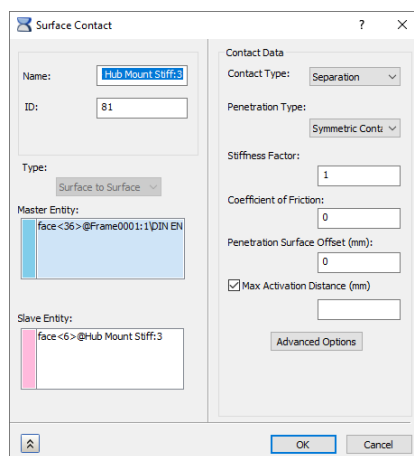 Surface Contact
?
Name:
Hub Mount Stiff:3
ID:
81
Type:
Surface to Surface
Master Entity:
face<36>@Frame0001:1\DIN EN
Slave Entity:
face<6>@Hub Mount Stiff:3
Contact Data
Contact Type:
Separation
Penetration Type:
Symmetric Conta
Stiffness Factor:
1
Coefficient of Friction:
0
Penetration Surface Offset (mm):
0
Max Activation Distance (mm)
Advanced Options
OK
Cancel